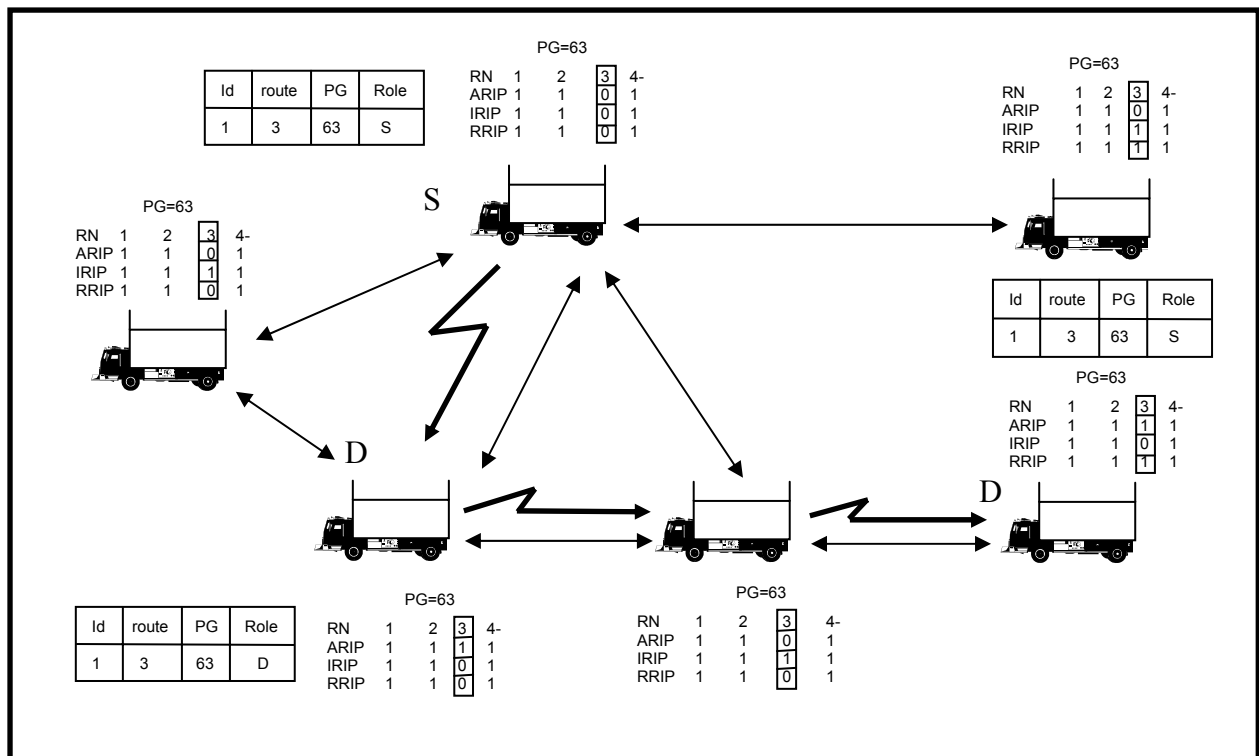 PG=63
RN 1 2 3 4-
ARIP 1 1 0 1
IRIP 1 1 0 1
RRIP 1 1 0 1
Id route PG Role
1 3 63 S
PG=63
RN 1 2 3 4-
ARIP 1 1 0 1
IRIP 1 1 1 1
RRIP 1 1 1 1
S
PG=63
RN 1 2 3 4-
ARIP 1 1 0 1
IRIP 1 1 1 1
RRIP 1 1 0 1
Id route PG Role
1 3 63 S
PG=63
RN 1 2 3 4-
ARIP 1 1 1 1
IRIP 1 1 0 1
RRIP 1 1 1 1
D
D
Id route PG Role
1 3 63 D
PG=63
RN 1 2 3 4-
ARIP 1 1 1 1
IRIP 1 1 0 1
RRIP 1 1 0 1
PG=63
RN 1 2 3 4-
ARIP 1 1 0 1
IRIP 1 1 1 1
RRIP 1 1 0 1